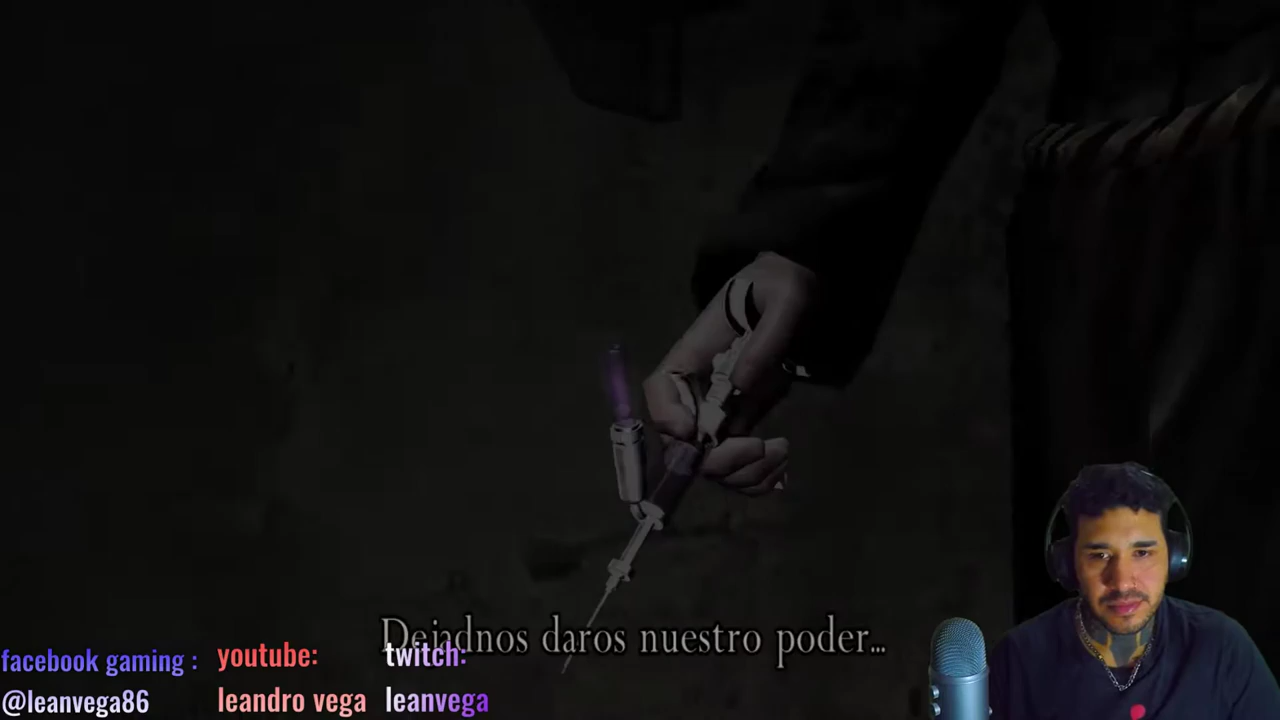 Dejadnos daros nuestro poder...
facebook gaming :
@leanvega86
youtube:
leandro vega
twitch:
leanvega